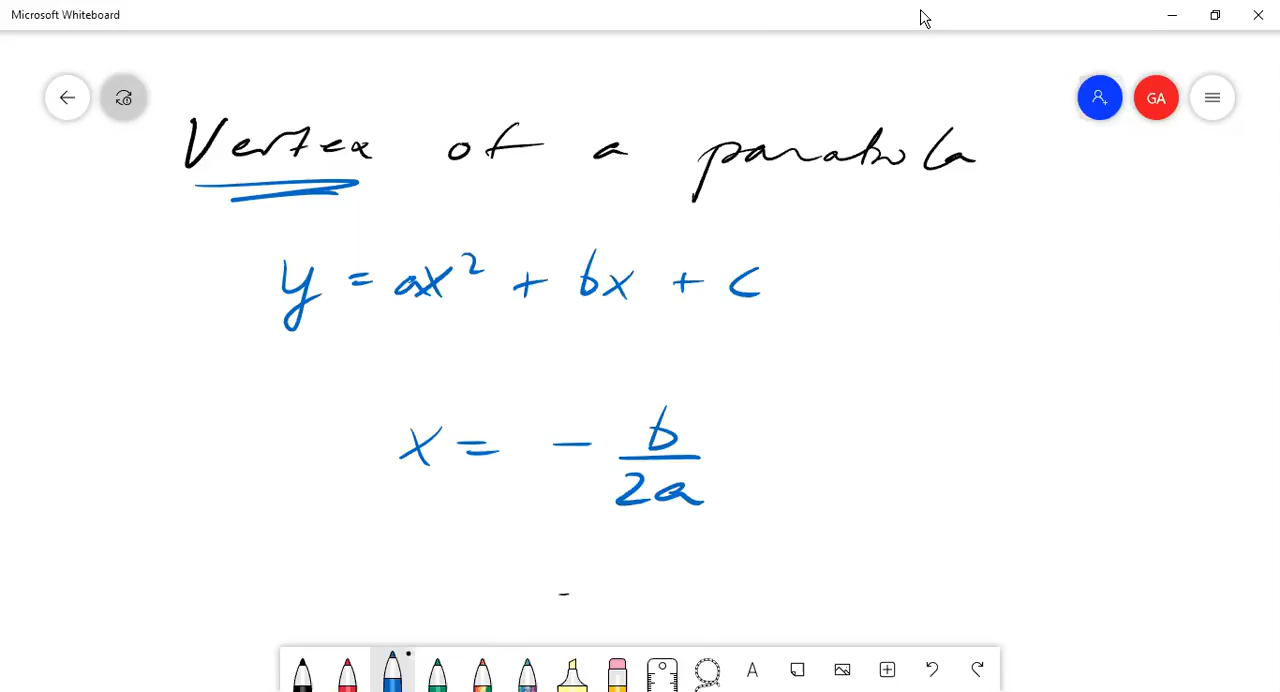 Microsoft Whiteboard
GA
Vertex of a parabola
y = ax² + bx + c
x = - b/2a
A